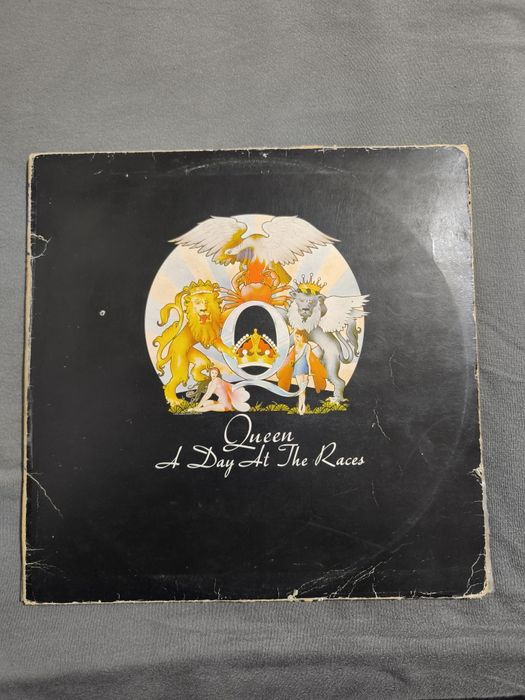 Queen
A Day At The Races